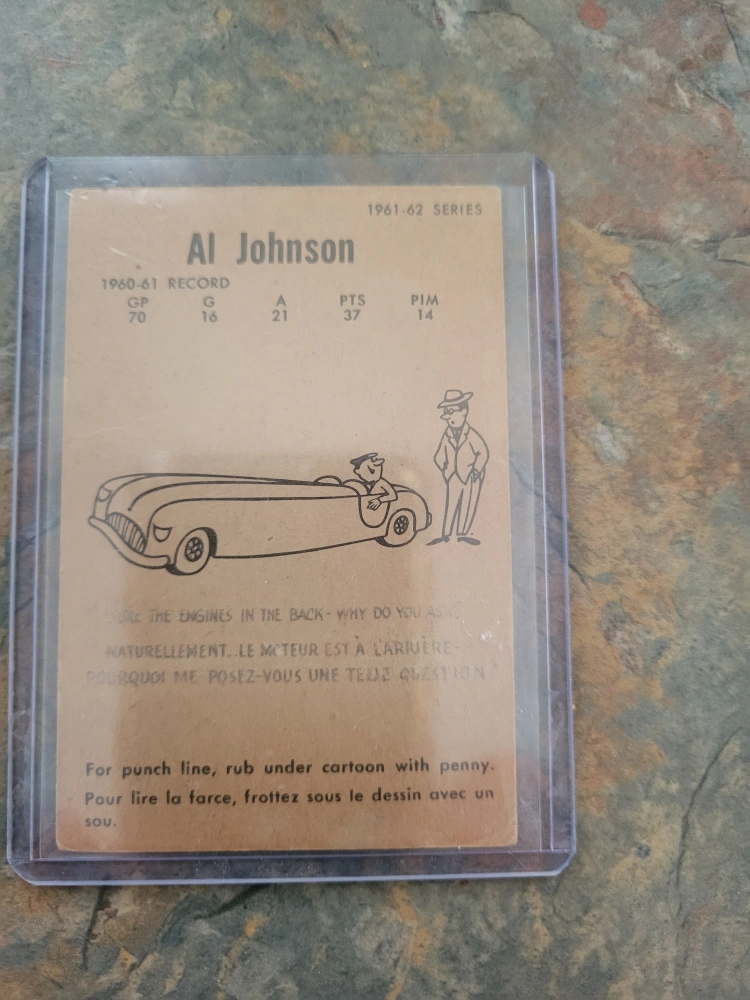 1961-62 SERIES
Al Johnson
1960-61 RECORD
GP G A PTS PIM
70 16 21 37 14
THE ENGINES IN THE BACK- WHY DO YOU ASK?
NATURELLEMENT..LE MOTEUR EST À L'ARRIÈRE-
POURQUOI ME POSEZ-VOUS UNE TELLE QUESTION?
For punch line, rub under cartoon with penny.
Pour lire la farce, frottez sous le dessin avec un
sou.